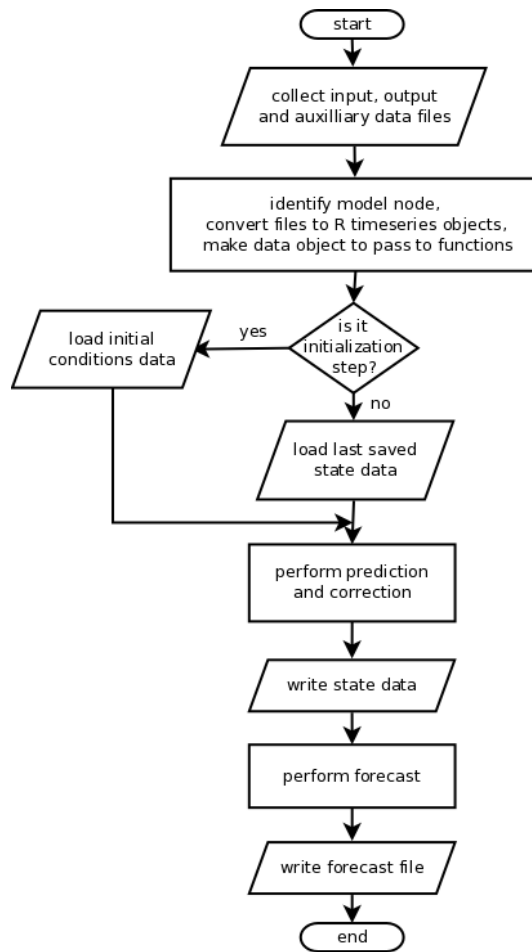 start
collect input, output
and auxilliary data files
identify model node,
convert files to R timeseries objects,
make data object to pass to functions
is it
initialization
step?
yes
load initial
conditions data
no
load last saved
state data
perform prediction
and correction
write state data
perform forecast
write forecast file
end